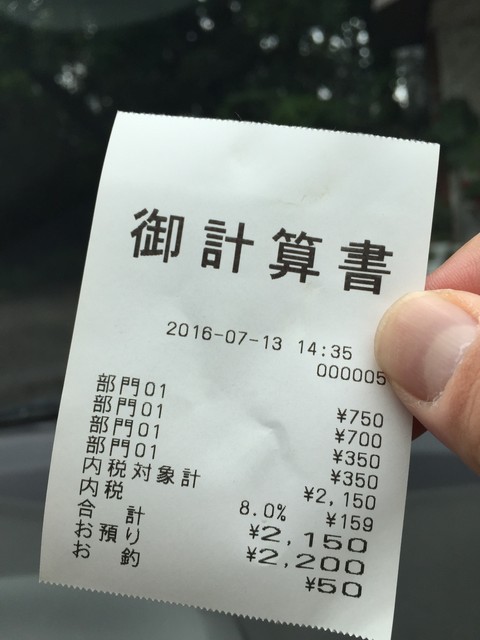 御計算書
2016-07-13 14:35
000005
部門01 ¥750
部門01 ¥700
部門01 ¥350
部門01 ¥350
内税対象計 ¥2,150
内税 8.0% ¥159
合 計 ¥2,150
お預り ¥2,200
お 釣 ¥50